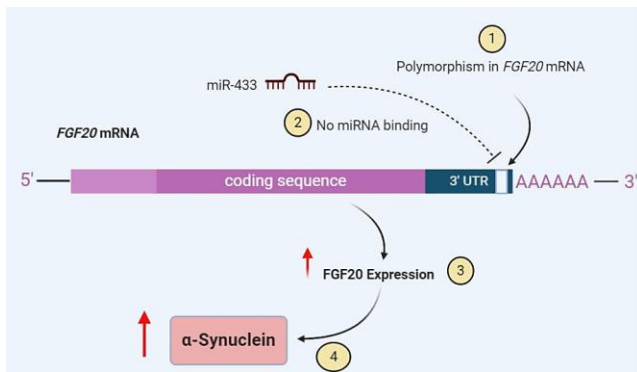 1
Polymorphism in FGF20 mRNA
miR-433
2 No miRNA binding
FGF20 mRNA
5' coding sequence 3' UTR AAAAAA 3'
FGF20 Expression 3
α-Synuclein
4